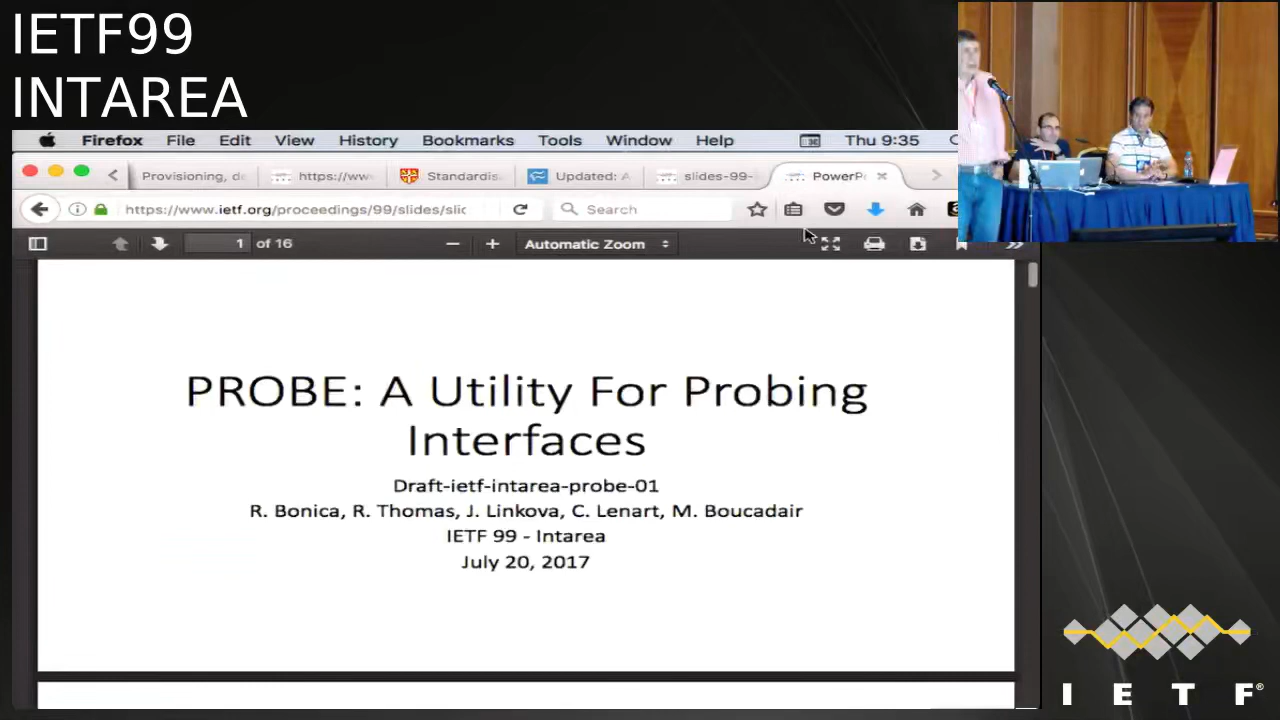 IETF99
INTAREA
Firefox File Edit View History Bookmarks Tools Window Help Thu 9:35
Provisioning, d
https://www
Standardis
Updated: A
slides-99-
PowerP
https://www.ietf.org/proceedings/99/slides/slic
Search
1 of 16
Automatic Zoom
PROBE: A Utility For Probing
Interfaces
Draft-ietf-intarea-probe-01
R. Bonica, R. Thomas, J. Linkova, C. Lenart, M. Boucadair
IETF 99 - Intarea
July 20, 2017
I E T F®